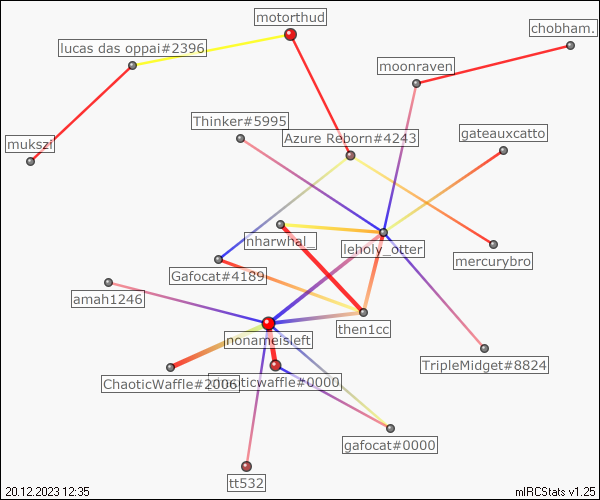 motorthud
chobham.
lucas das oppai#2396
moonraven
Thinker#5995
gateauxcatto
Azure Reborn#4243
mukszi
nharwhal_
leholy_otter
mercurybro
Gafocat#4189
amah1246
then1cc
nonameisleft
TripleMidget#8824
ChaoticWaffle#2006
#0000
gafocat#0000
tt532
20.12.2023 12:35
mIRCStats v1.25